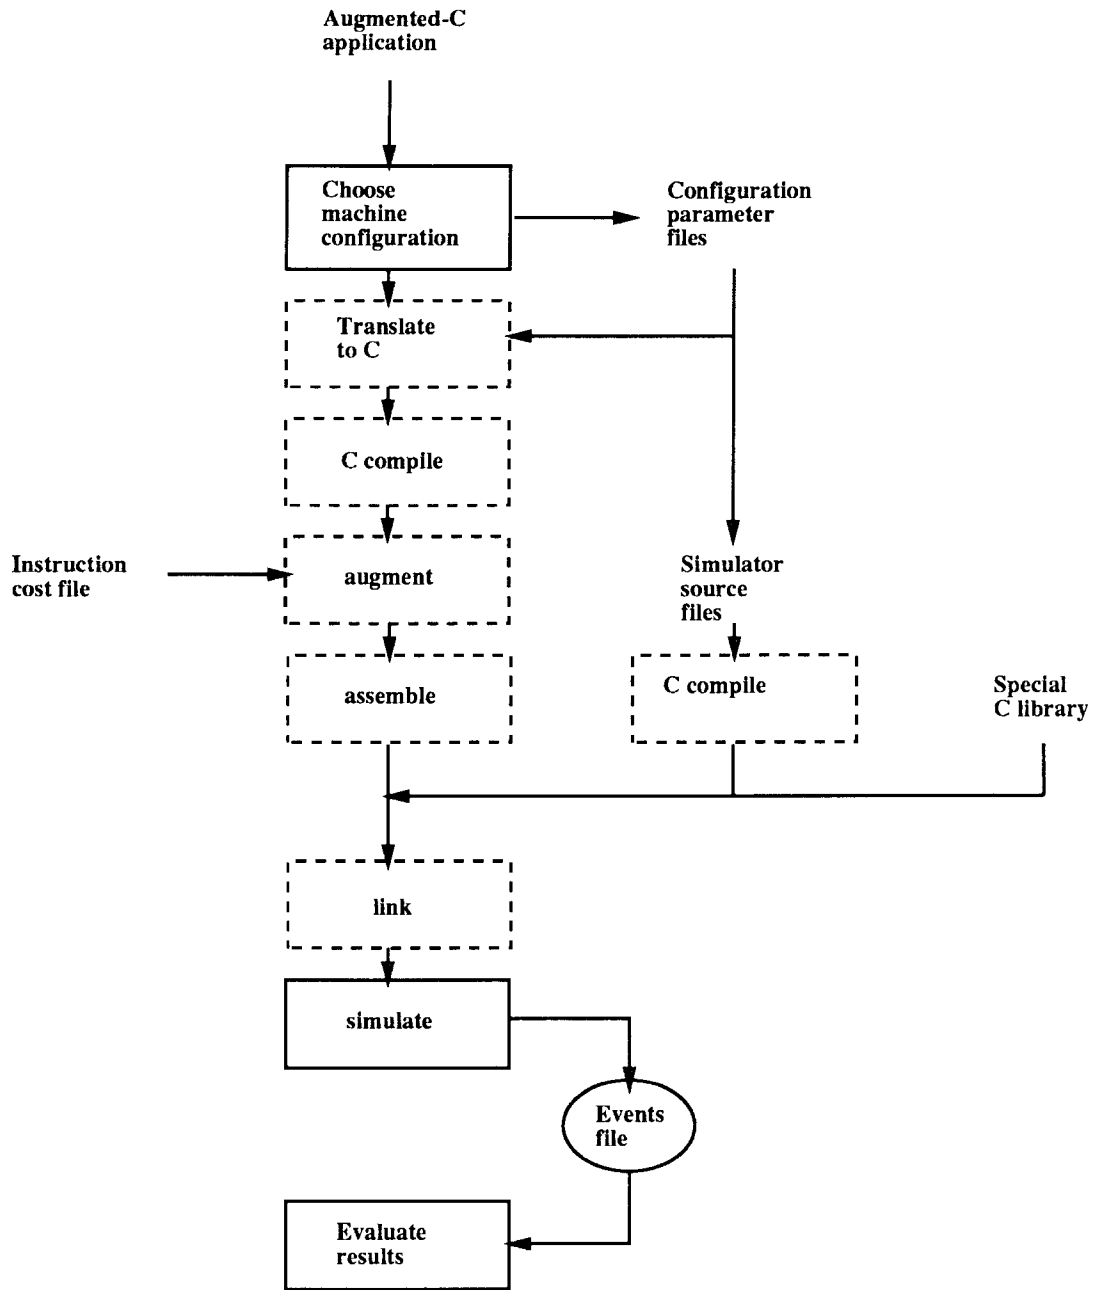 Augmented-C
application
Choose
machine
configuration
Configuration
parameter
files
Translate
to C
C compile
Instruction
cost file
augment
Simulator
source
files
assemble
C compile
Special
C library
link
simulate
Events
file
Evaluate
results